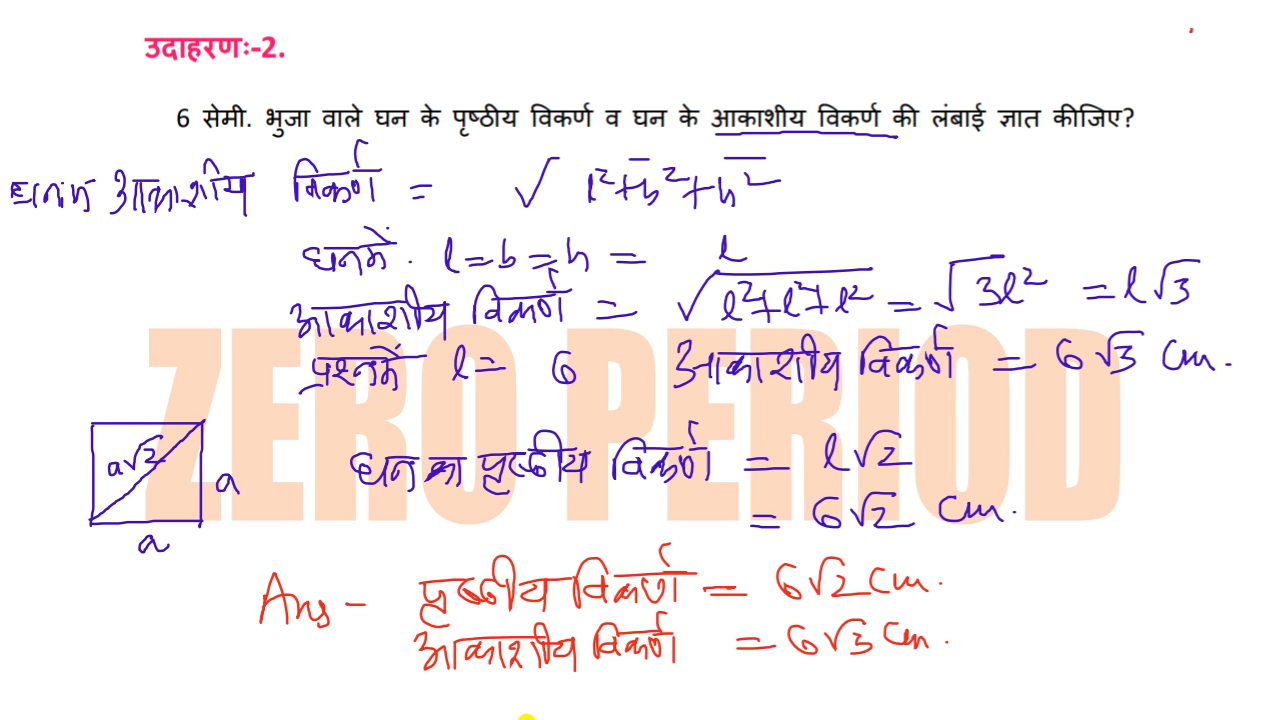 उदाहरणः-2.
6 सेमी. भुजा वाले घन के पृष्ठीय विकर्ण व घन के आकाशीय विकर्ण की लंबाई ज्ञात कीजिए?
आकाशीय विकर्ण = √l²+b²+h²
घन में. l=b=h = l
आकाशीय विकर्ण = √l²+l²+l² = √3l² = l√3
प्रश्न में l= 6 आकाशीय विकर्ण = 6√3 cm.
ZERO PERIOD
a√2
a
a
घन का पृष्ठीय विकर्ण = l√2
= 6√2 cm.
Ans - पृष्ठीय विकर्ण = 6√2 cm.
आकाशीय विकर्ण = 6√3 cm.